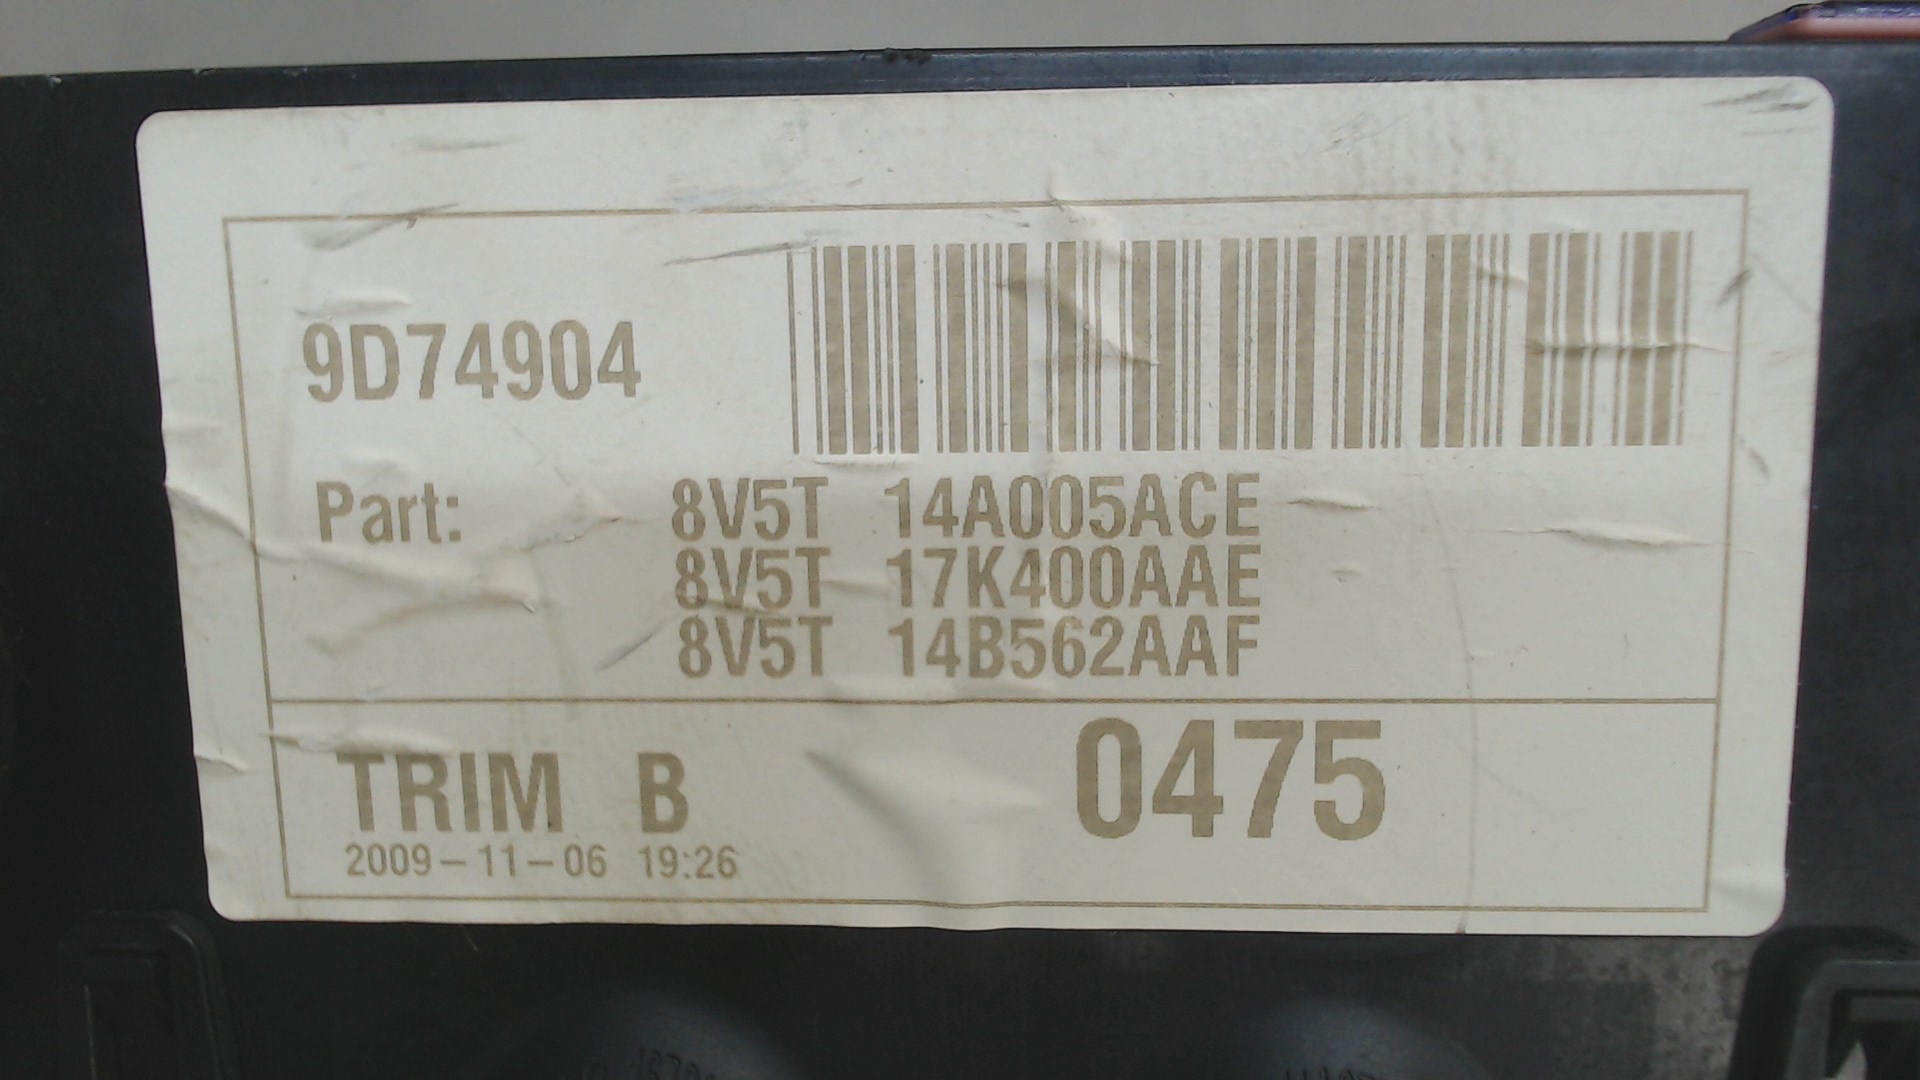 9D74904
Part: 8V5T 14A005ACE
8V5T 17K400AAE
8V5T 14B562AAF
TRIM B 0475
2009-11-06 19:26